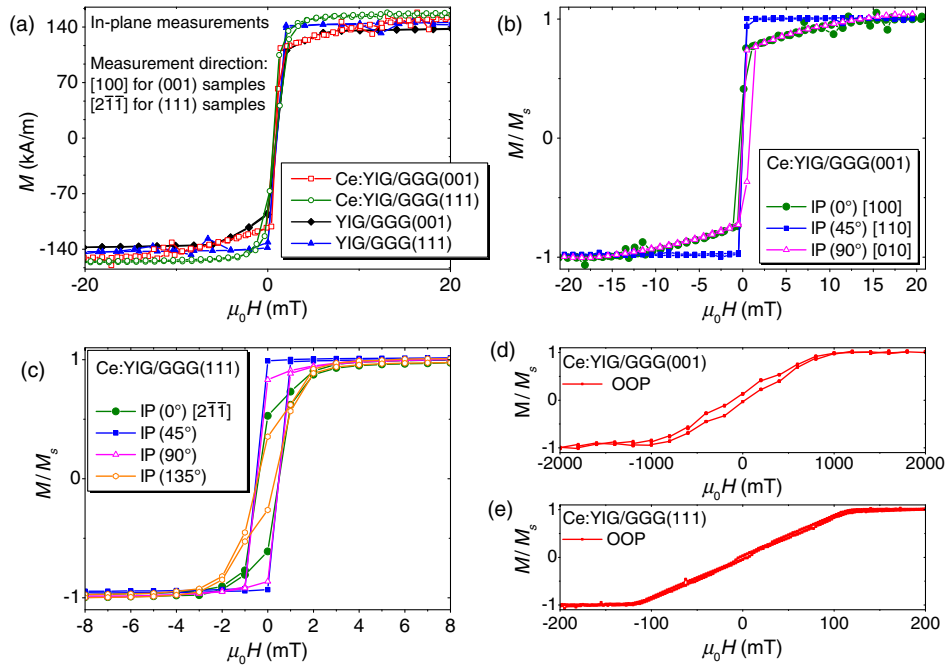 (a)
In-plane measurements
Measurement direction:
[100] for (001) samples
[2̅1̅1] for (111) samples
Ce:YIG/GGG(001)
Ce:YIG/GGG(111)
YIG/GGG(001)
YIG/GGG(111)
140
70
0
-70
-140
M (kA/m)
-20
0
20
μ₀H (mT)
(b)
Ce:YIG/GGG(001)
IP (0°) [100]
IP (45°) [110]
IP (90°) [010]
1
0
-1
M/Mₛ
-20
-15
-10
-5
0
5
10
15
20
μ₀H (mT)
(c)
Ce:YIG/GGG(111)
IP (0°) [21̅1̅]
IP (45°)
IP (90°)
IP (135°)
1
0
-1
M/Mₛ
-8
-6
-4
-2
0
2
4
6
8
μ₀H (mT)
(d)
Ce:YIG/GGG(001)
OOP
1
0
-1
M/Mₛ
-2000
-1000
0
1000
2000
μ₀H (mT)
(e)
Ce:YIG/GGG(111)
OOP
1
0
-1
M/Mₛ
-200
-100
0
100
200
μ₀H (mT)